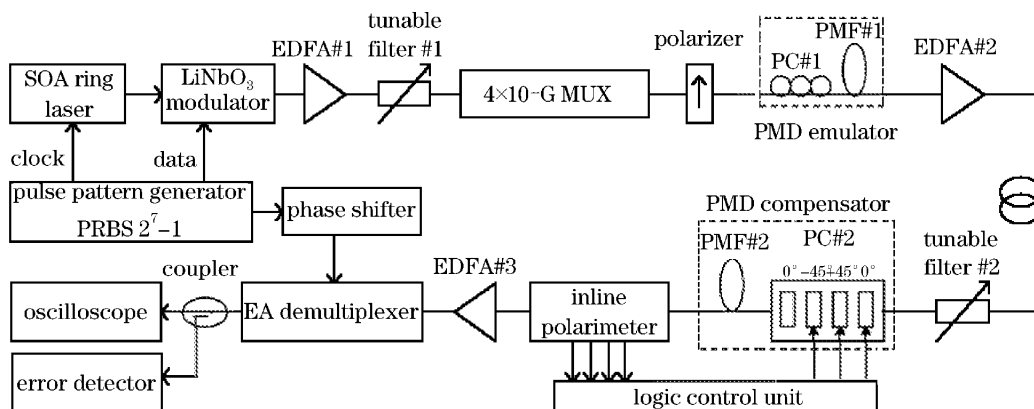 SOA ring
laser
LiNbO₃
modulator
EDFA#1
tunable
filter #1
4×10-G MUX
polarizer
PC#1
PMF#1
PMD emulator
EDFA#2
clock
data
pulse pattern generator
PRBS 2⁷−1
phase shifter
PMD compensator
PMF#2
PC#2
0° −45°+45° 0°
tunable
filter #2
coupler
EDFA#3
oscilloscope
EA demultiplexer
inline
polarimeter
error detector
logic control unit